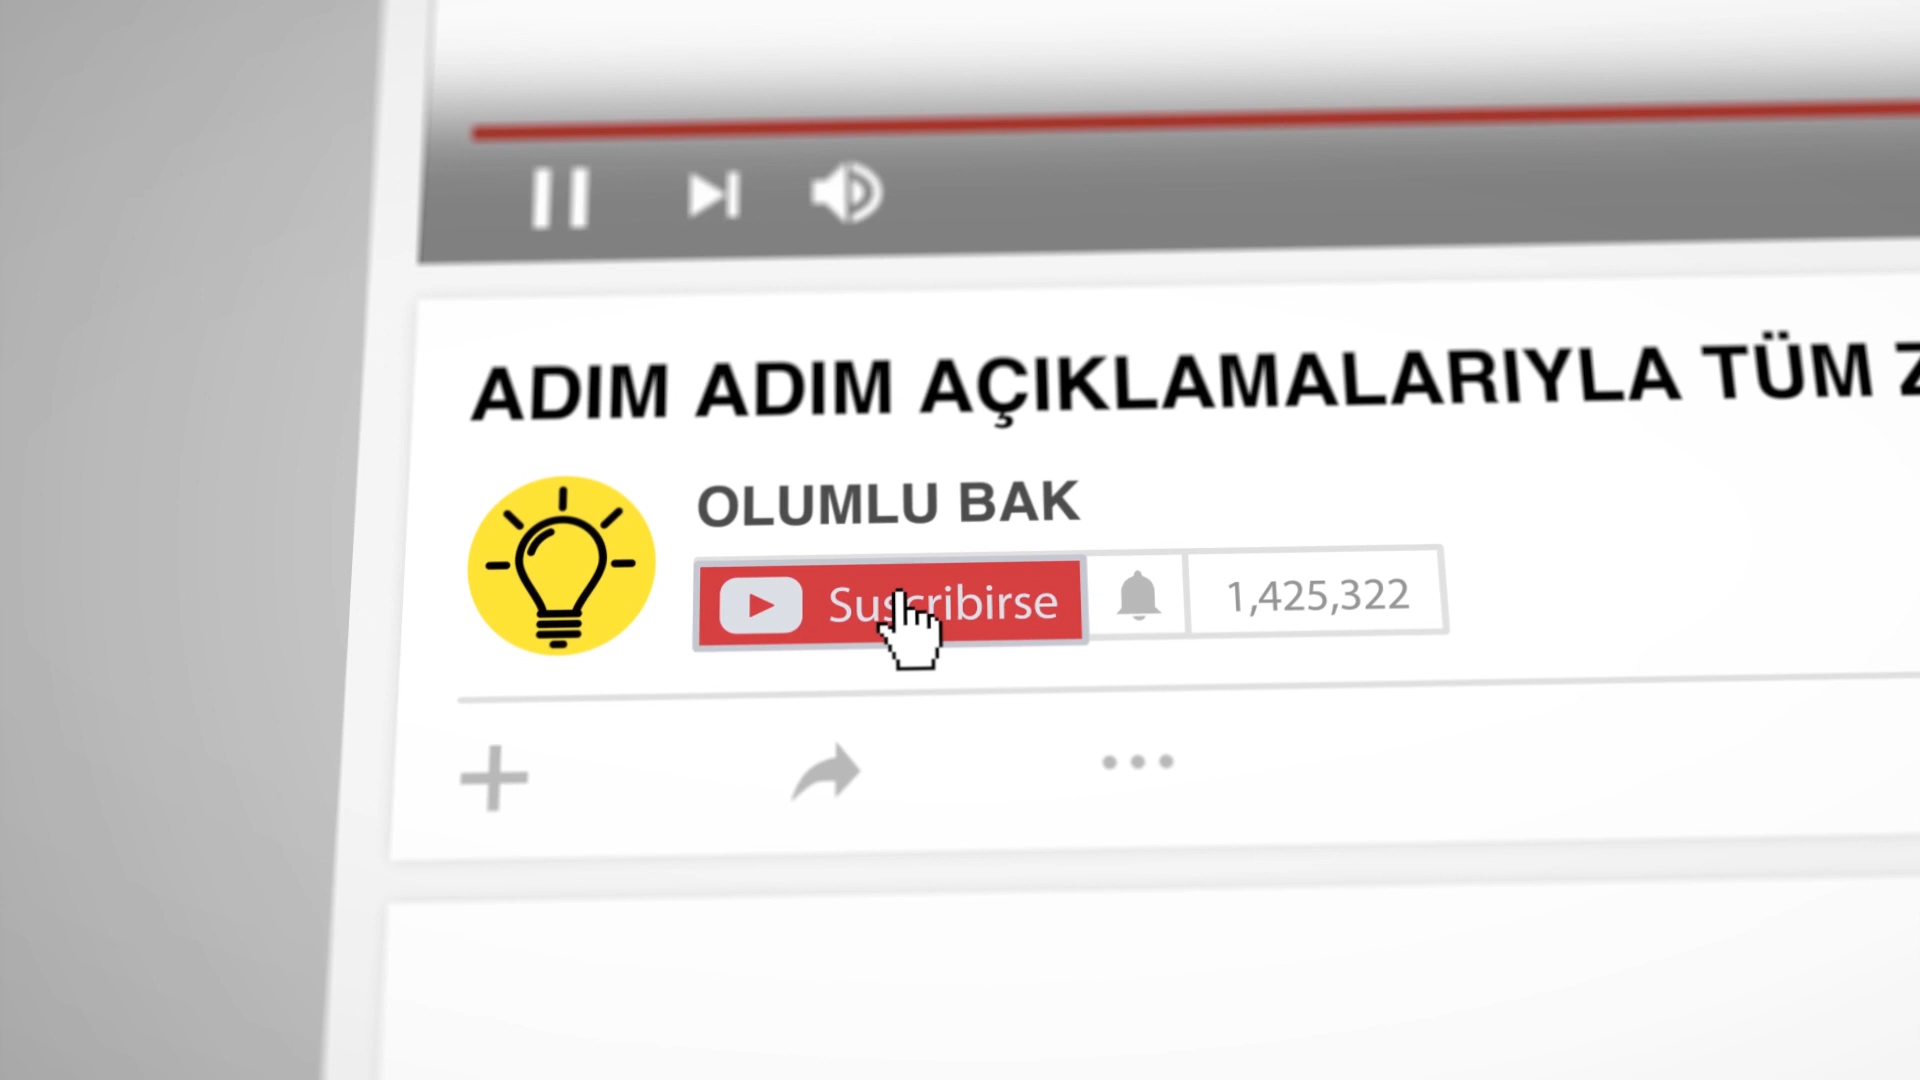 ADIM ADIM AÇIKLAMALARIYLA TÜM
OLUMLU BAK
Suscribirse
1,425,322